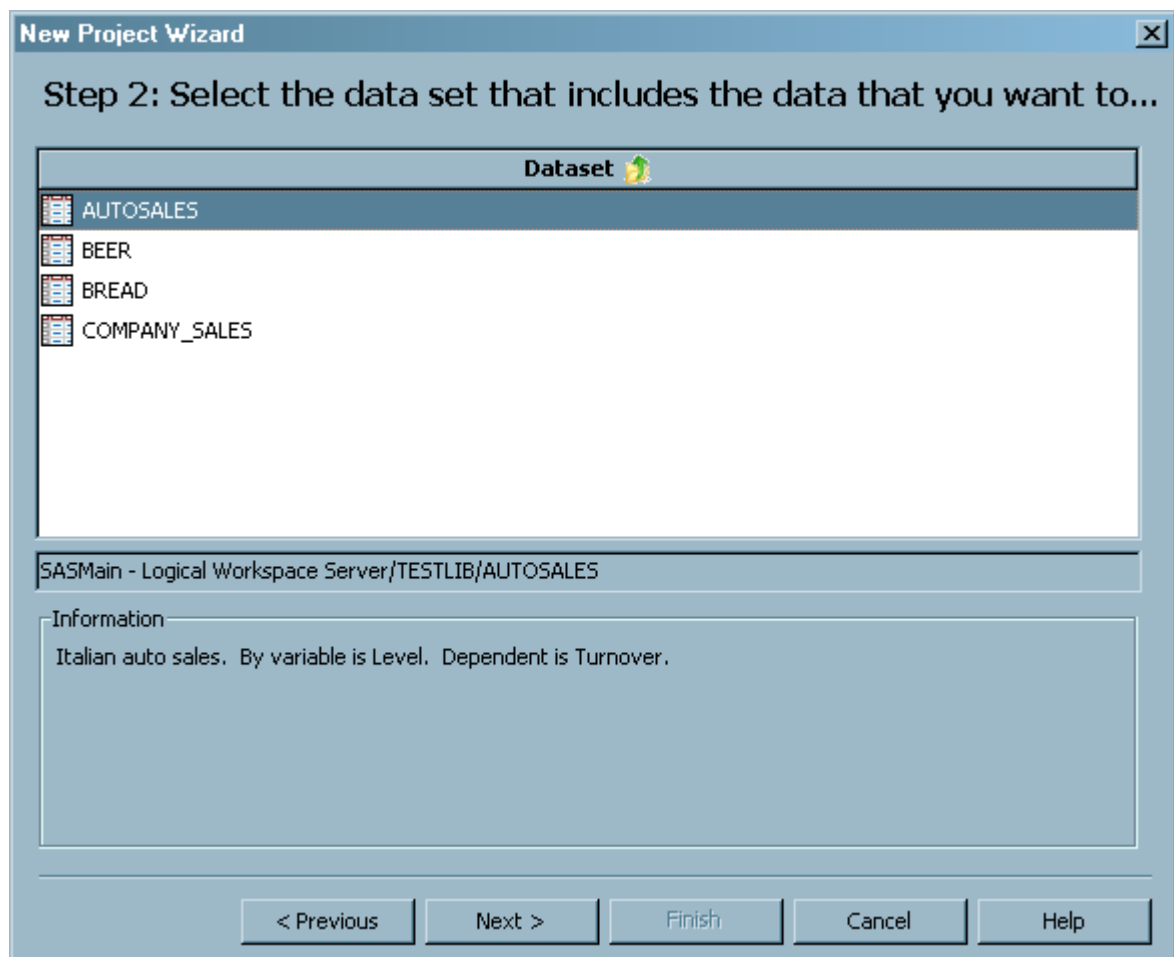 New Project Wizard
Step 2: Select the data set that includes the data that you want to...
Dataset
AUTOSALES
BEER
BREAD
COMPANY_SALES
SASMain - Logical Workspace Server/TESTLIB/AUTOSALES
Information
Italian auto sales.  By variable is Level.  Dependent is Turnover.
< Previous
Next >
Finish
Cancel
Help